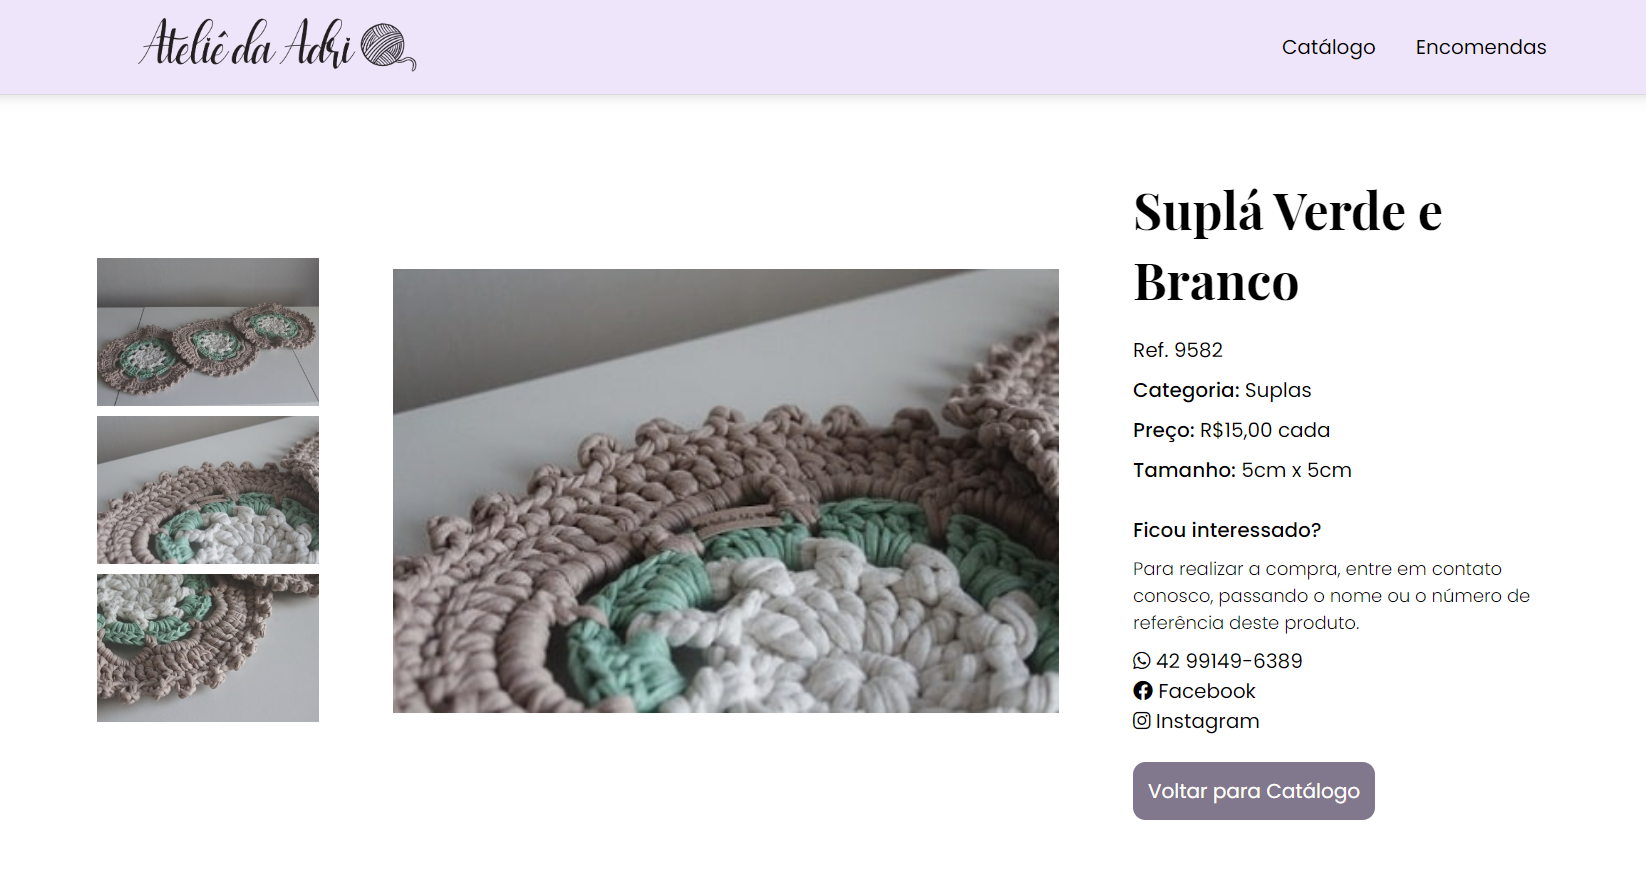 Ateliê da Adri
Catálogo
Encomendas
Suplá Verde e
Branco
Ref. 9582
Categoria: Suplas
Preço: R$15,00 cada
Tamanho: 5cm x 5cm
Ficou interessado?
Para realizar a compra, entre em contato
conosco, passando o nome ou o número de
referência deste produto.
42 99149-6389
Facebook
Instagram
Voltar para Catálogo